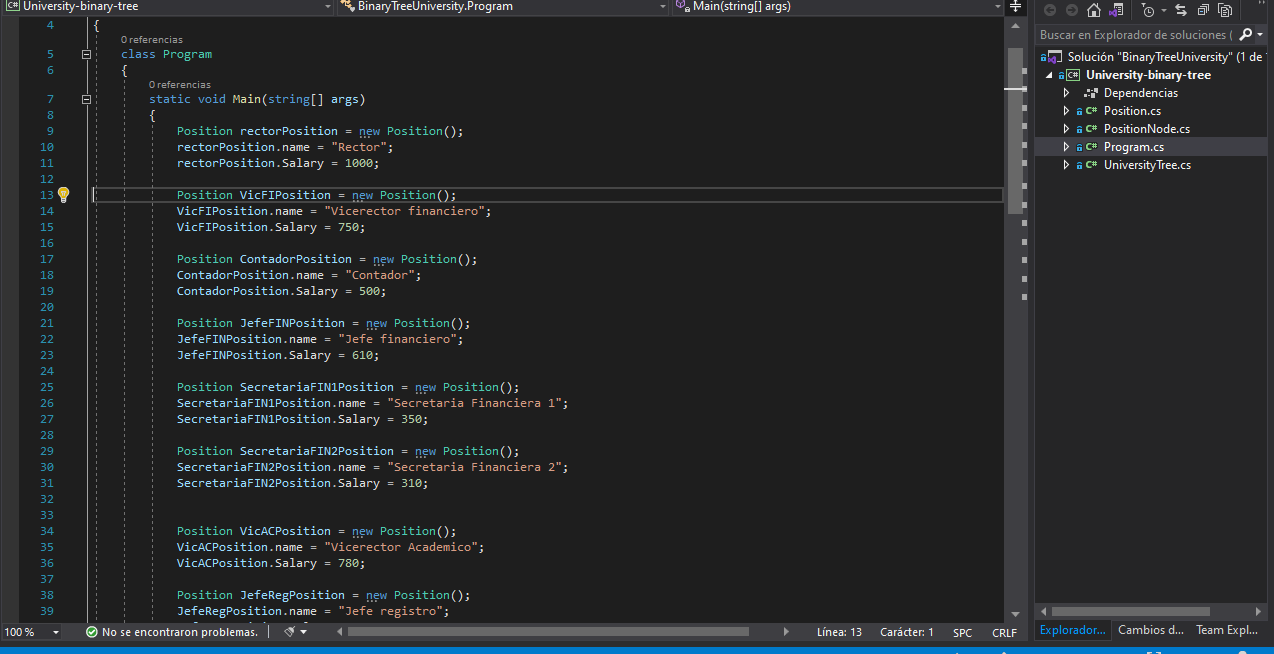 University-binary-tree BinaryTreeUniversity.Program Main(string[] args)
4 {
0 referencias
5 class Program
6 {
0 referencias
7 static void Main(string[] args)
8 {
9 Position rectorPosition = new Position();
10 rectorPosition.name = "Rector";
11 rectorPosition.Salary = 1000;
12
13 Position VicFIPosition = new Position();
14 VicFIPosition.name = "Vicerector financiero";
15 VicFIPosition.Salary = 750;
16
17 Position ContadorPosition = new Position();
18 ContadorPosition.name = "Contador";
19 ContadorPosition.Salary = 500;
20
21 Position JefeFINPosition = new Position();
22 JefeFINPosition.name = "Jefe financiero";
23 JefeFINPosition.Salary = 610;
24
25 Position SecretariaFIN1Position = new Position();
26 SecretariaFIN1Position.name = "Secretaria Financiera 1";
27 SecretariaFIN1Position.Salary = 350;
28
29 Position SecretariaFIN2Position = new Position();
30 SecretariaFIN2Position.name = "Secretaria Financiera 2";
31 SecretariaFIN2Position.Salary = 310;
32
33
34 Position VicACPosition = new Position();
35 VicACPosition.name = "Vicerector Academico";
36 VicACPosition.Salary = 780;
37
38 Position JefeRegPosition = new Position();
39 JefeRegPosition.name = "Jefe registro";
100 % No se encontraron problemas. Línea: 13 Carácter: 1 SPC CRLF
Buscar en Explorador de soluciones (
Solución "BinaryTreeUniversity" (1 de
C# University-binary-tree
Dependencias
C# Position.cs
C# PositionNode.cs
C# Program.cs
C# UniversityTree.cs
Explorador... Cambios d... Team Expl...